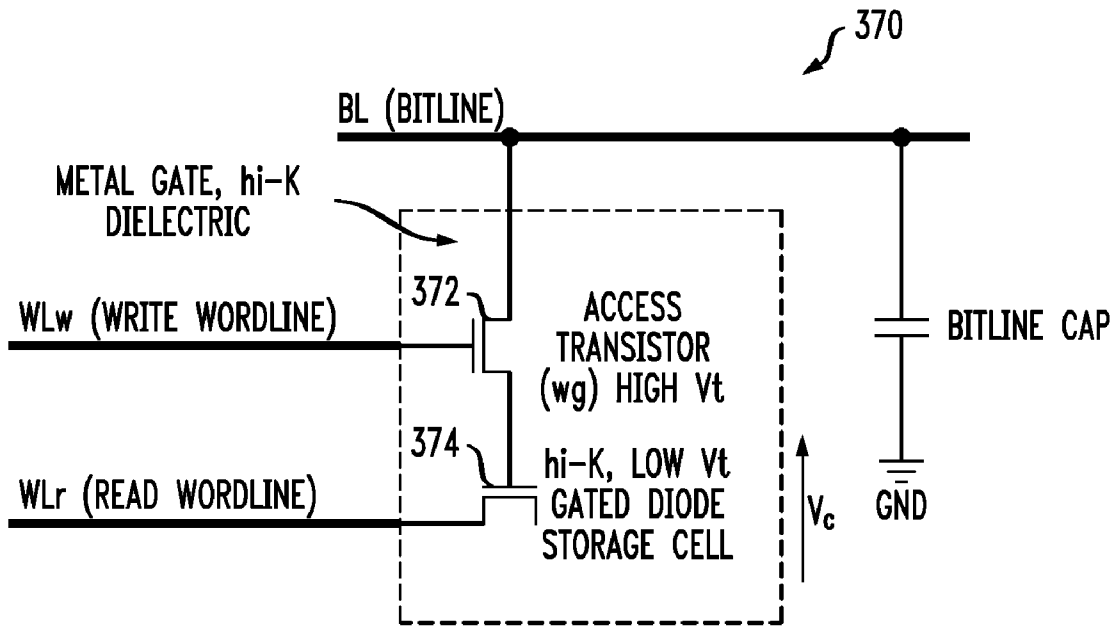 370
BL (BITLINE)
METAL GATE, hi-K
DIELECTRIC
372
WLw (WRITE WORDLINE)
ACCESS
TRANSISTOR
(wg) HIGH Vt
BITLINE CAP
374
WLr (READ WORDLINE)
hi-K, LOW Vt
GATED DIODE
STORAGE CELL
Vc
GND